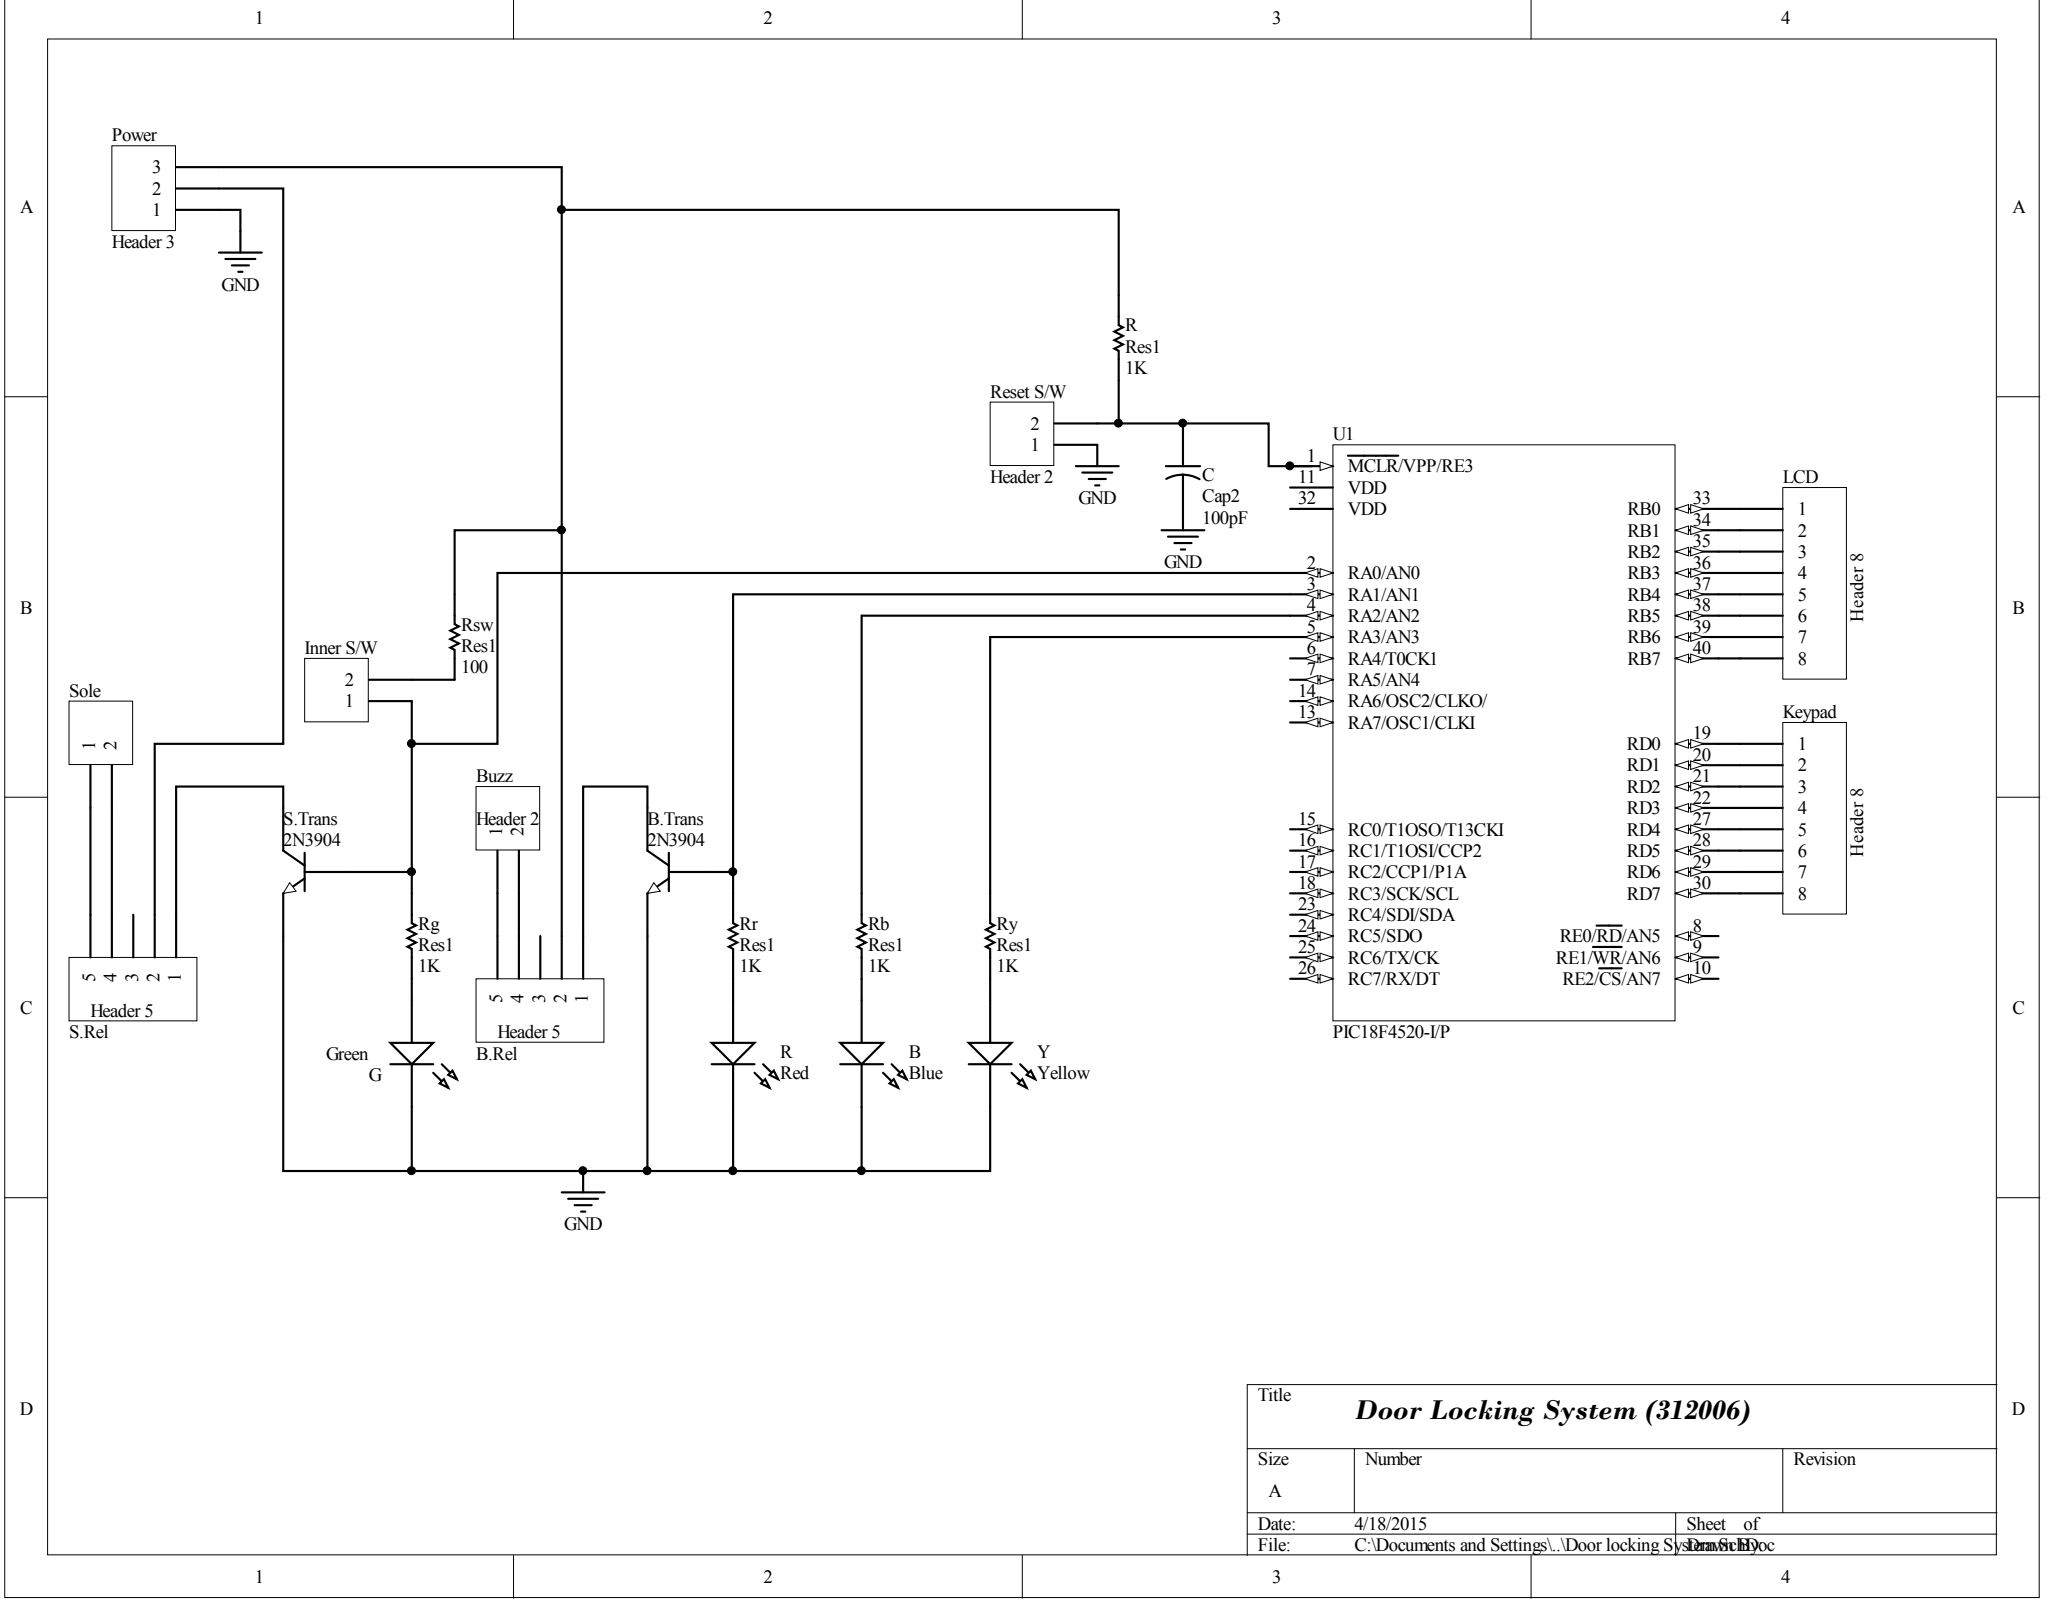 1 2 3 4
A
B
C
D
A
B
C
D
Power
3
2
1
Header 3
GND
R
Res1
1K
Reset S/W
2
1
Header 2
GND
C
Cap2
100pF
GND
Rsw
Res1
100
Inner S/W
2
1
Sole
1
2
S.Trans
2N3904
Buzz
Header 2
1
2
B.Trans
2N3904
Rg
Res1
1K
Rr
Res1
1K
Rb
Res1
1K
Ry
Res1
1K
5 4 3 2 1
Header 5
S.Rel
5 4 3 2 1
Header 5
B.Rel
Green
G
R
Red
B
Blue
Y
Yellow
GND
U1
1 MCLR/VPP/RE3
11 VDD
32 VDD
2 RA0/AN0
3 RA1/AN1
4 RA2/AN2
5 RA3/AN3
6 RA4/T0CK1
7 RA5/AN4
14 RA6/OSC2/CLKO/
13 RA7/OSC1/CLKI
15 RC0/T1OSO/T13CKI
16 RC1/T1OSI/CCP2
17 RC2/CCP1/P1A
18 RC3/SCK/SCL
23 RC4/SDI/SDA
24 RC5/SDO
25 RC6/TX/CK
26 RC7/RX/DT
RB0 33
RB1 34
RB2 35
RB3 36
RB4 37
RB5 38
RB6 39
RB7 40
RD0 19
RD1 20
RD2 21
RD3 22
RD4 27
RD5 28
RD6 29
RD7 30
RE0/RD/AN5 8
RE1/WR/AN6 9
RE2/CS/AN7 10
PIC18F4520-I/P
LCD
1
2
3
4
5
6
7
8
Header 8
Keypad
1
2
3
4
5
6
7
8
Header 8
Title
Door Locking System (312006)
Size
A
Number
Revision
Date: 4/18/2015 Sheet of
File: C:\Documents and Settings\..\Door locking
1 2 3 4